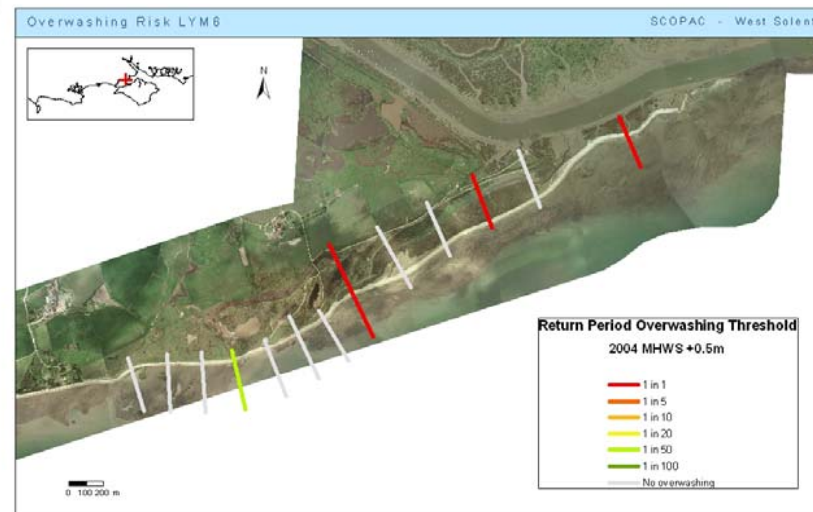 Overwashing Risk LYM6
SCOPAC - West Solent
N
Return Period Overwashing Threshold
2004 MHWS +0.5m
1 in 1
1 in 5
1 in 10
1 in 20
1 in 50
1 in 100
No overwashing
0 100 200 m